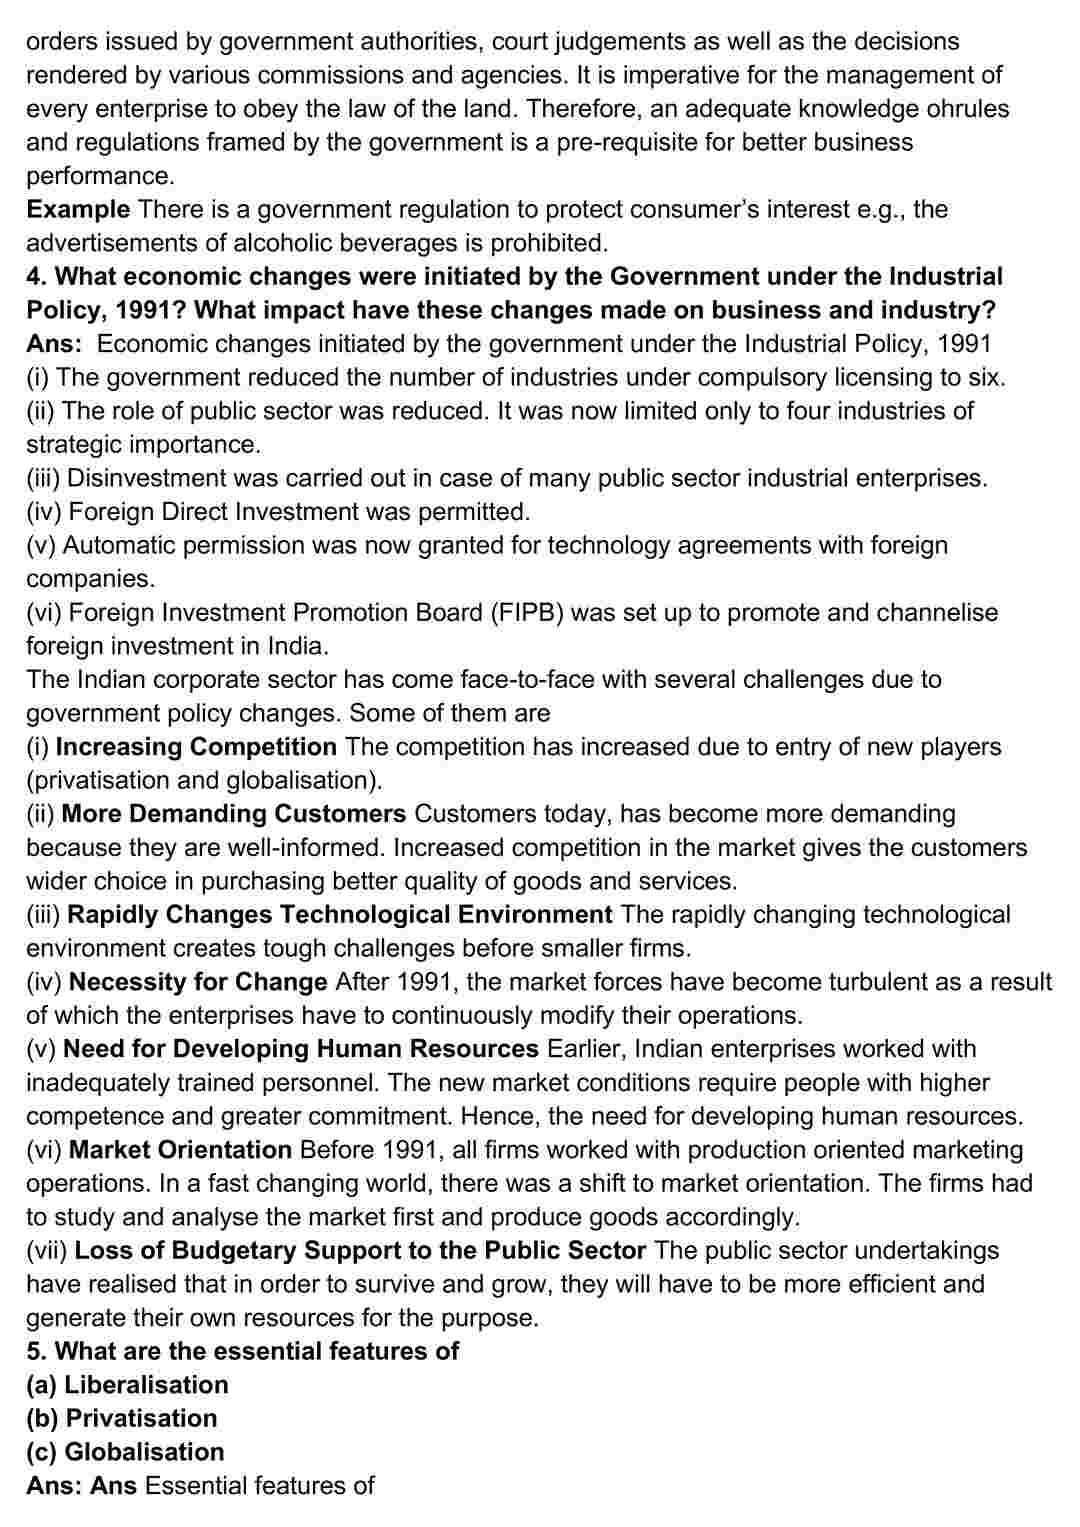 orders issued by government authorities, court judgements as well as the decisions
rendered by various commissions and agencies. It is imperative for the management of
every enterprise to obey the law of the land. Therefore, an adequate knowledge ohrules
and regulations framed by the government is a pre-requisite for better business
performance.
Example There is a government regulation to protect consumer’s interest e.g., the
advertisements of alcoholic beverages is prohibited.
4. What economic changes were initiated by the Government under the Industrial
Policy, 1991? What impact have these changes made on business and industry?
Ans:  Economic changes initiated by the government under the Industrial Policy, 1991
(i) The government reduced the number of industries under compulsory licensing to six.
(ii) The role of public sector was reduced. It was now limited only to four industries of
strategic importance.
(iii) Disinvestment was carried out in case of many public sector industrial enterprises.
(iv) Foreign Direct Investment was permitted.
(v) Automatic permission was now granted for technology agreements with foreign
companies.
(vi) Foreign Investment Promotion Board (FIPB) was set up to promote and channelise
foreign investment in India.
The Indian corporate sector has come face-to-face with several challenges due to
government policy changes. Some of them are
(i) Increasing Competition The competition has increased due to entry of new players
(privatisation and globalisation).
(ii) More Demanding Customers Customers today, has become more demanding
because they are well-informed. Increased competition in the market gives the customers
wider choice in purchasing better quality of goods and services.
(iii) Rapidly Changes Technological Environment The rapidly changing technological
environment creates tough challenges before smaller firms.
(iv) Necessity for Change After 1991, the market forces have become turbulent as a result
of which the enterprises have to continuously modify their operations.
(v) Need for Developing Human Resources Earlier, Indian enterprises worked with
inadequately trained personnel. The new market conditions require people with higher
competence and greater commitment. Hence, the need for developing human resources.
(vi) Market Orientation Before 1991, all firms worked with production oriented marketing
operations. In a fast changing world, there was a shift to market orientation. The firms had
to study and analyse the market first and produce goods accordingly.
(vii) Loss of Budgetary Support to the Public Sector The public sector undertakings
have realised that in order to survive and grow, they will have to be more efficient and
generate their own resources for the purpose.
5. What are the essential features of
(a) Liberalisation
(b) Privatisation
(c) Globalisation
Ans: Ans Essential features of